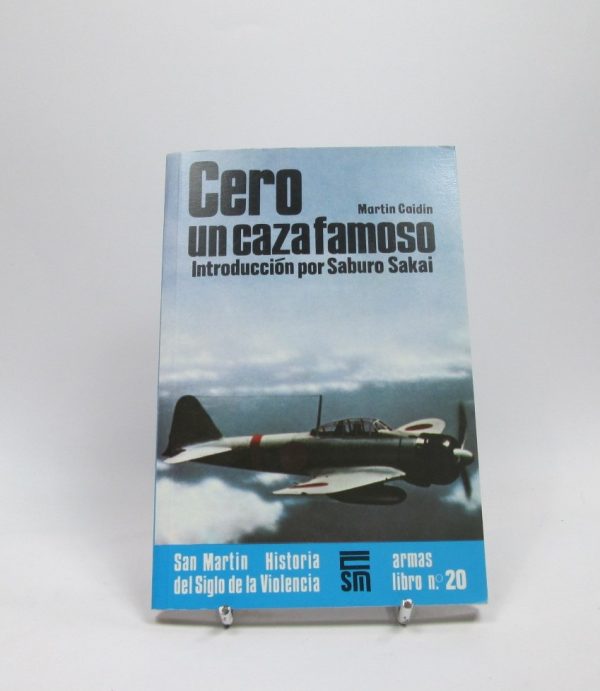 Cero
Martin Caidin
un caza famoso
Introducción por Saburo Sakai
San Martin Historia
del Siglo de la Violencia
SM
armas
libro n.º 20